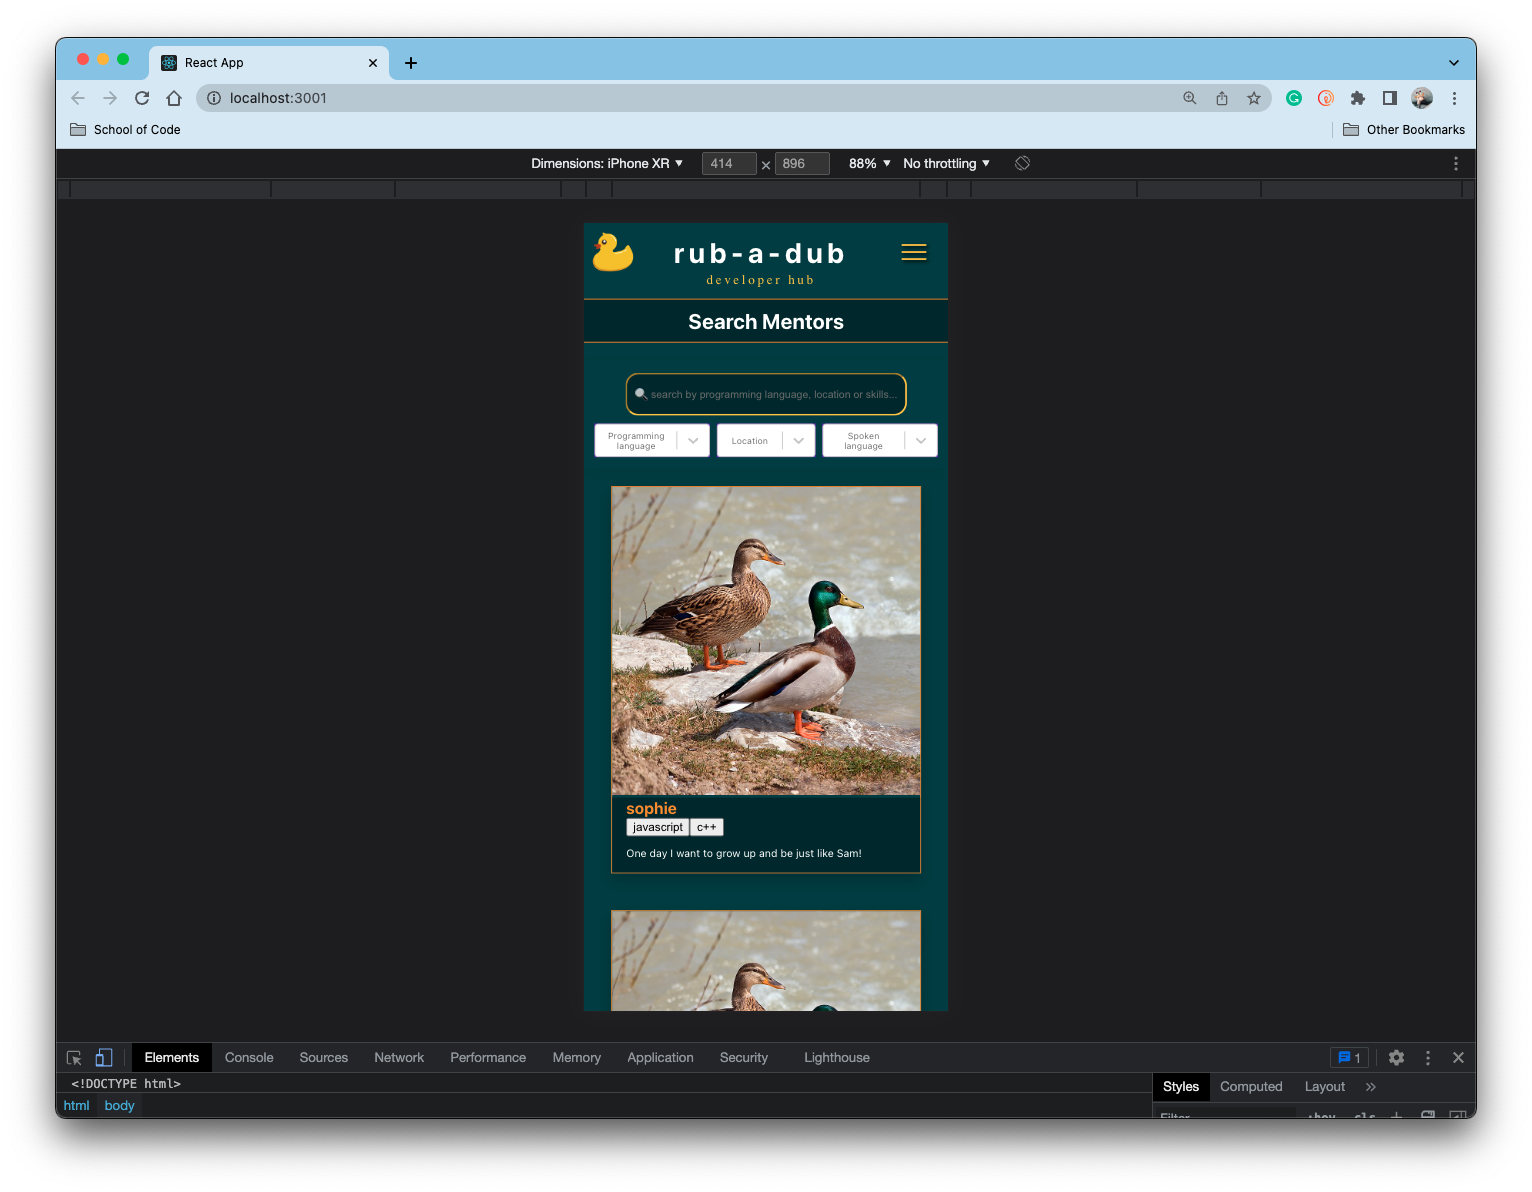 React App
localhost:3001
School of Code
Other Bookmarks
Dimensions: iPhone XR 414 × 896 88% No throttling
rub-a-dub
developer hub
Search Mentors
search by programming language, location or skills...
Programming
language
Location
Spoken
language
sophie
javascript c++
One day I want to grow up and be just like Sam!
Elements Console Sources Network Performance Memory Application Security Lighthouse 1
<!DOCTYPE html>
html body
Styles Computed Layout
Filter :hov .cls